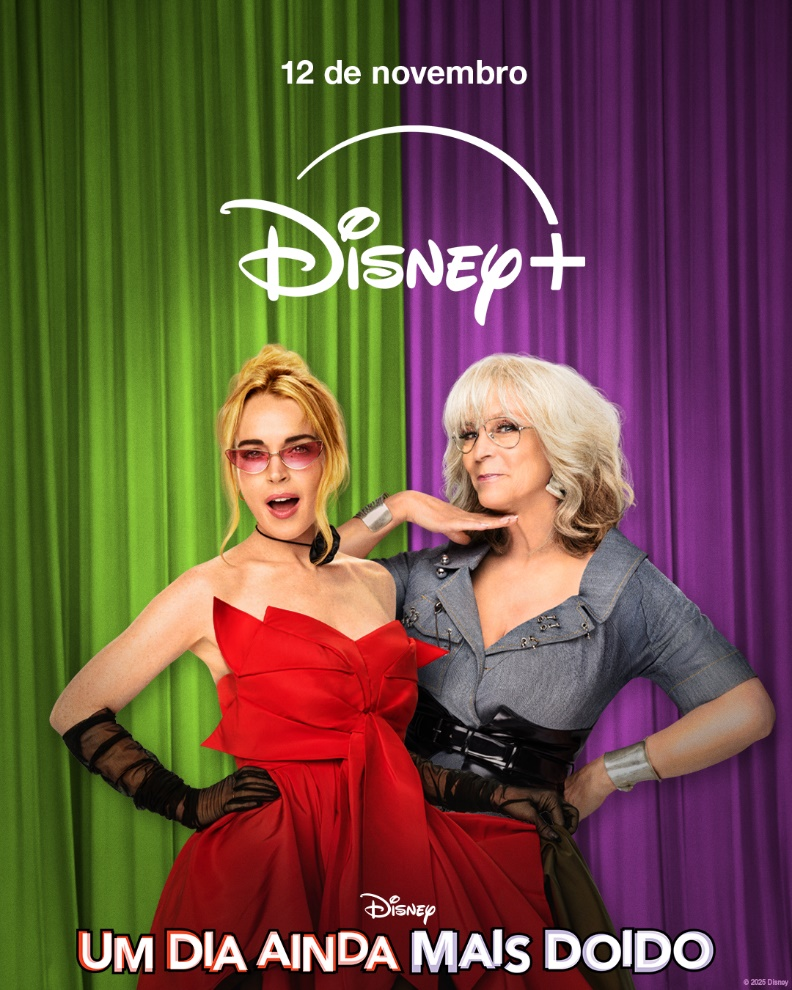 12 de novembro
Disney+
Disney
UM DIA AINDA MAIS DOIDO
© 2025 Disney